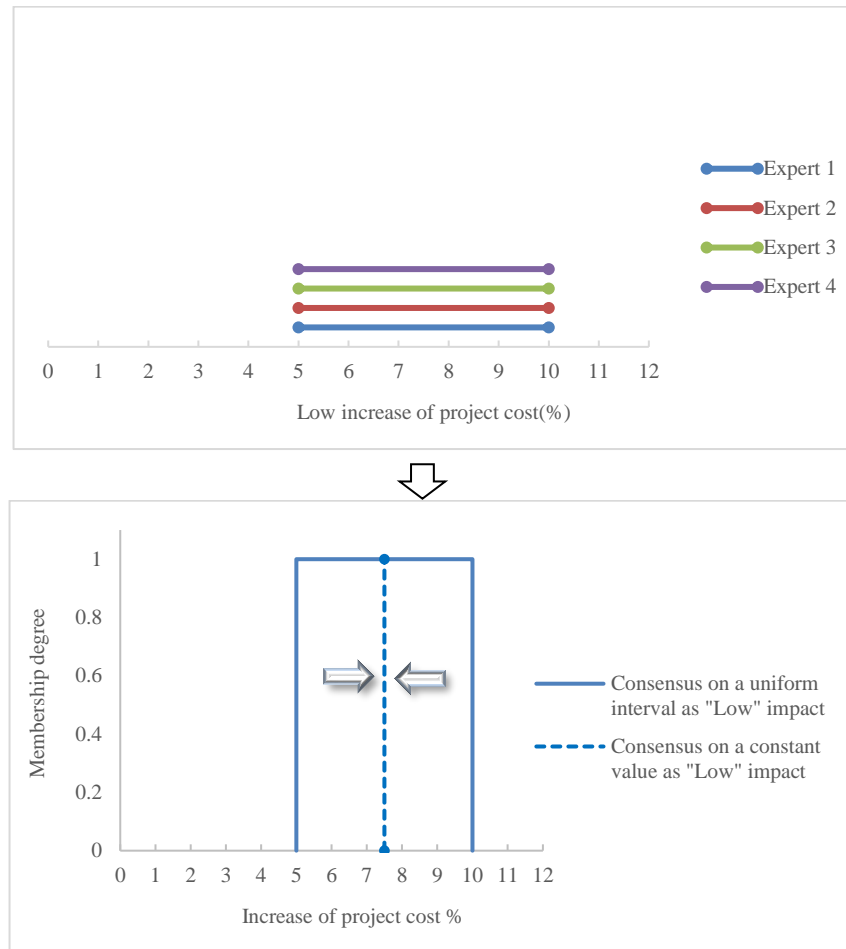 Expert 1
Expert 2
Expert 3
Expert 4
0 1 2 3 4 5 6 7 8 9 10 11 12
Low increase of project cost(%)
1
0.8
0.6
0.4
0.2
0
Membership degree
0 1 2 3 4 5 6 7 8 9 10 11 12
Increase of project cost %
Consensus on a uniform
interval as "Low" impact
Consensus on a constant
value as "Low" impact